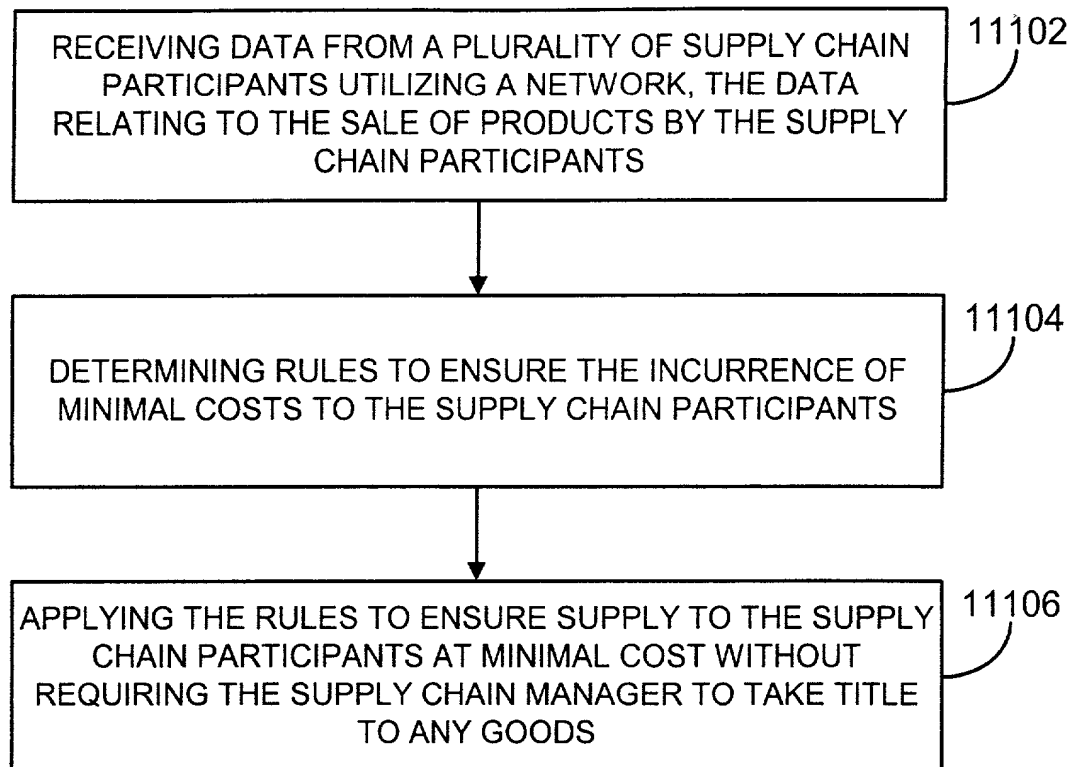 RECEIVING DATA FROM A PLURALITY OF SUPPLY CHAIN
PARTICIPANTS UTILIZING A NETWORK, THE DATA
RELATING TO THE SALE OF PRODUCTS BY THE SUPPLY
CHAIN PARTICIPANTS
11102
DETERMINING RULES TO ENSURE THE INCURRENCE OF
MINIMAL COSTS TO THE SUPPLY CHAIN PARTICIPANTS
11104
APPLYING THE RULES TO ENSURE SUPPLY TO THE SUPPLY
CHAIN PARTICIPANTS AT MINIMAL COST WITHOUT
REQUIRING THE SUPPLY CHAIN MANAGER TO TAKE TITLE
TO ANY GOODS
11106